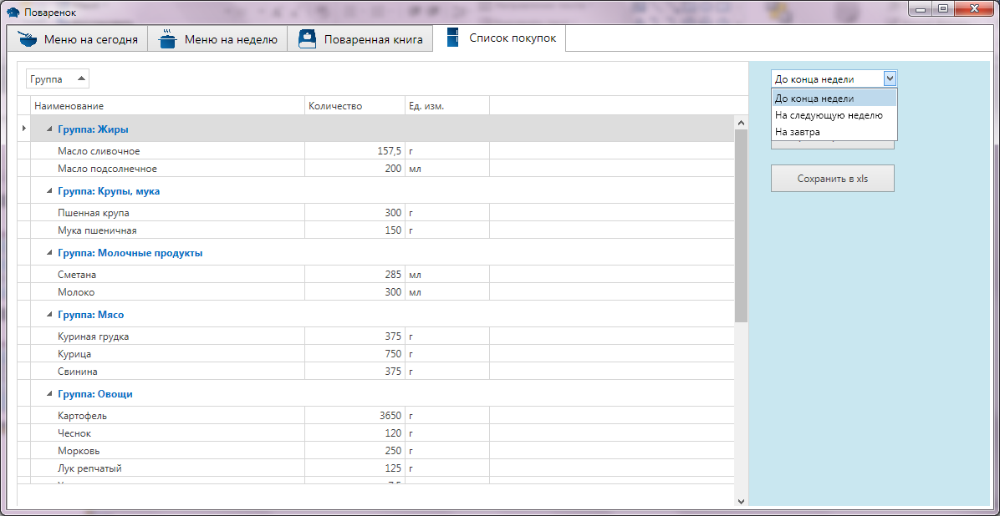 Поваренок
Меню на сегодня Меню на неделю Поваренная книга Список покупок
Группа
До конца недели
До конца недели
На следующую неделю
На завтра
Сохранить в xls
Наименование Количество Ед. изм.
Группа: Жиры
Масло сливочное 157,5 г
Масло подсолнечное 200 мл
Группа: Крупы, мука
Пшенная крупа 300 г
Мука пшеничная 150 г
Группа: Молочные продукты
Сметана 285 мл
Молоко 300 мл
Группа: Мясо
Куриная грудка 375 г
Курица 750 г
Свинина 375 г
Группа: Овощи
Картофель 3650 г
Чеснок 120 г
Морковь 250 г
Лук репчатый 125 г